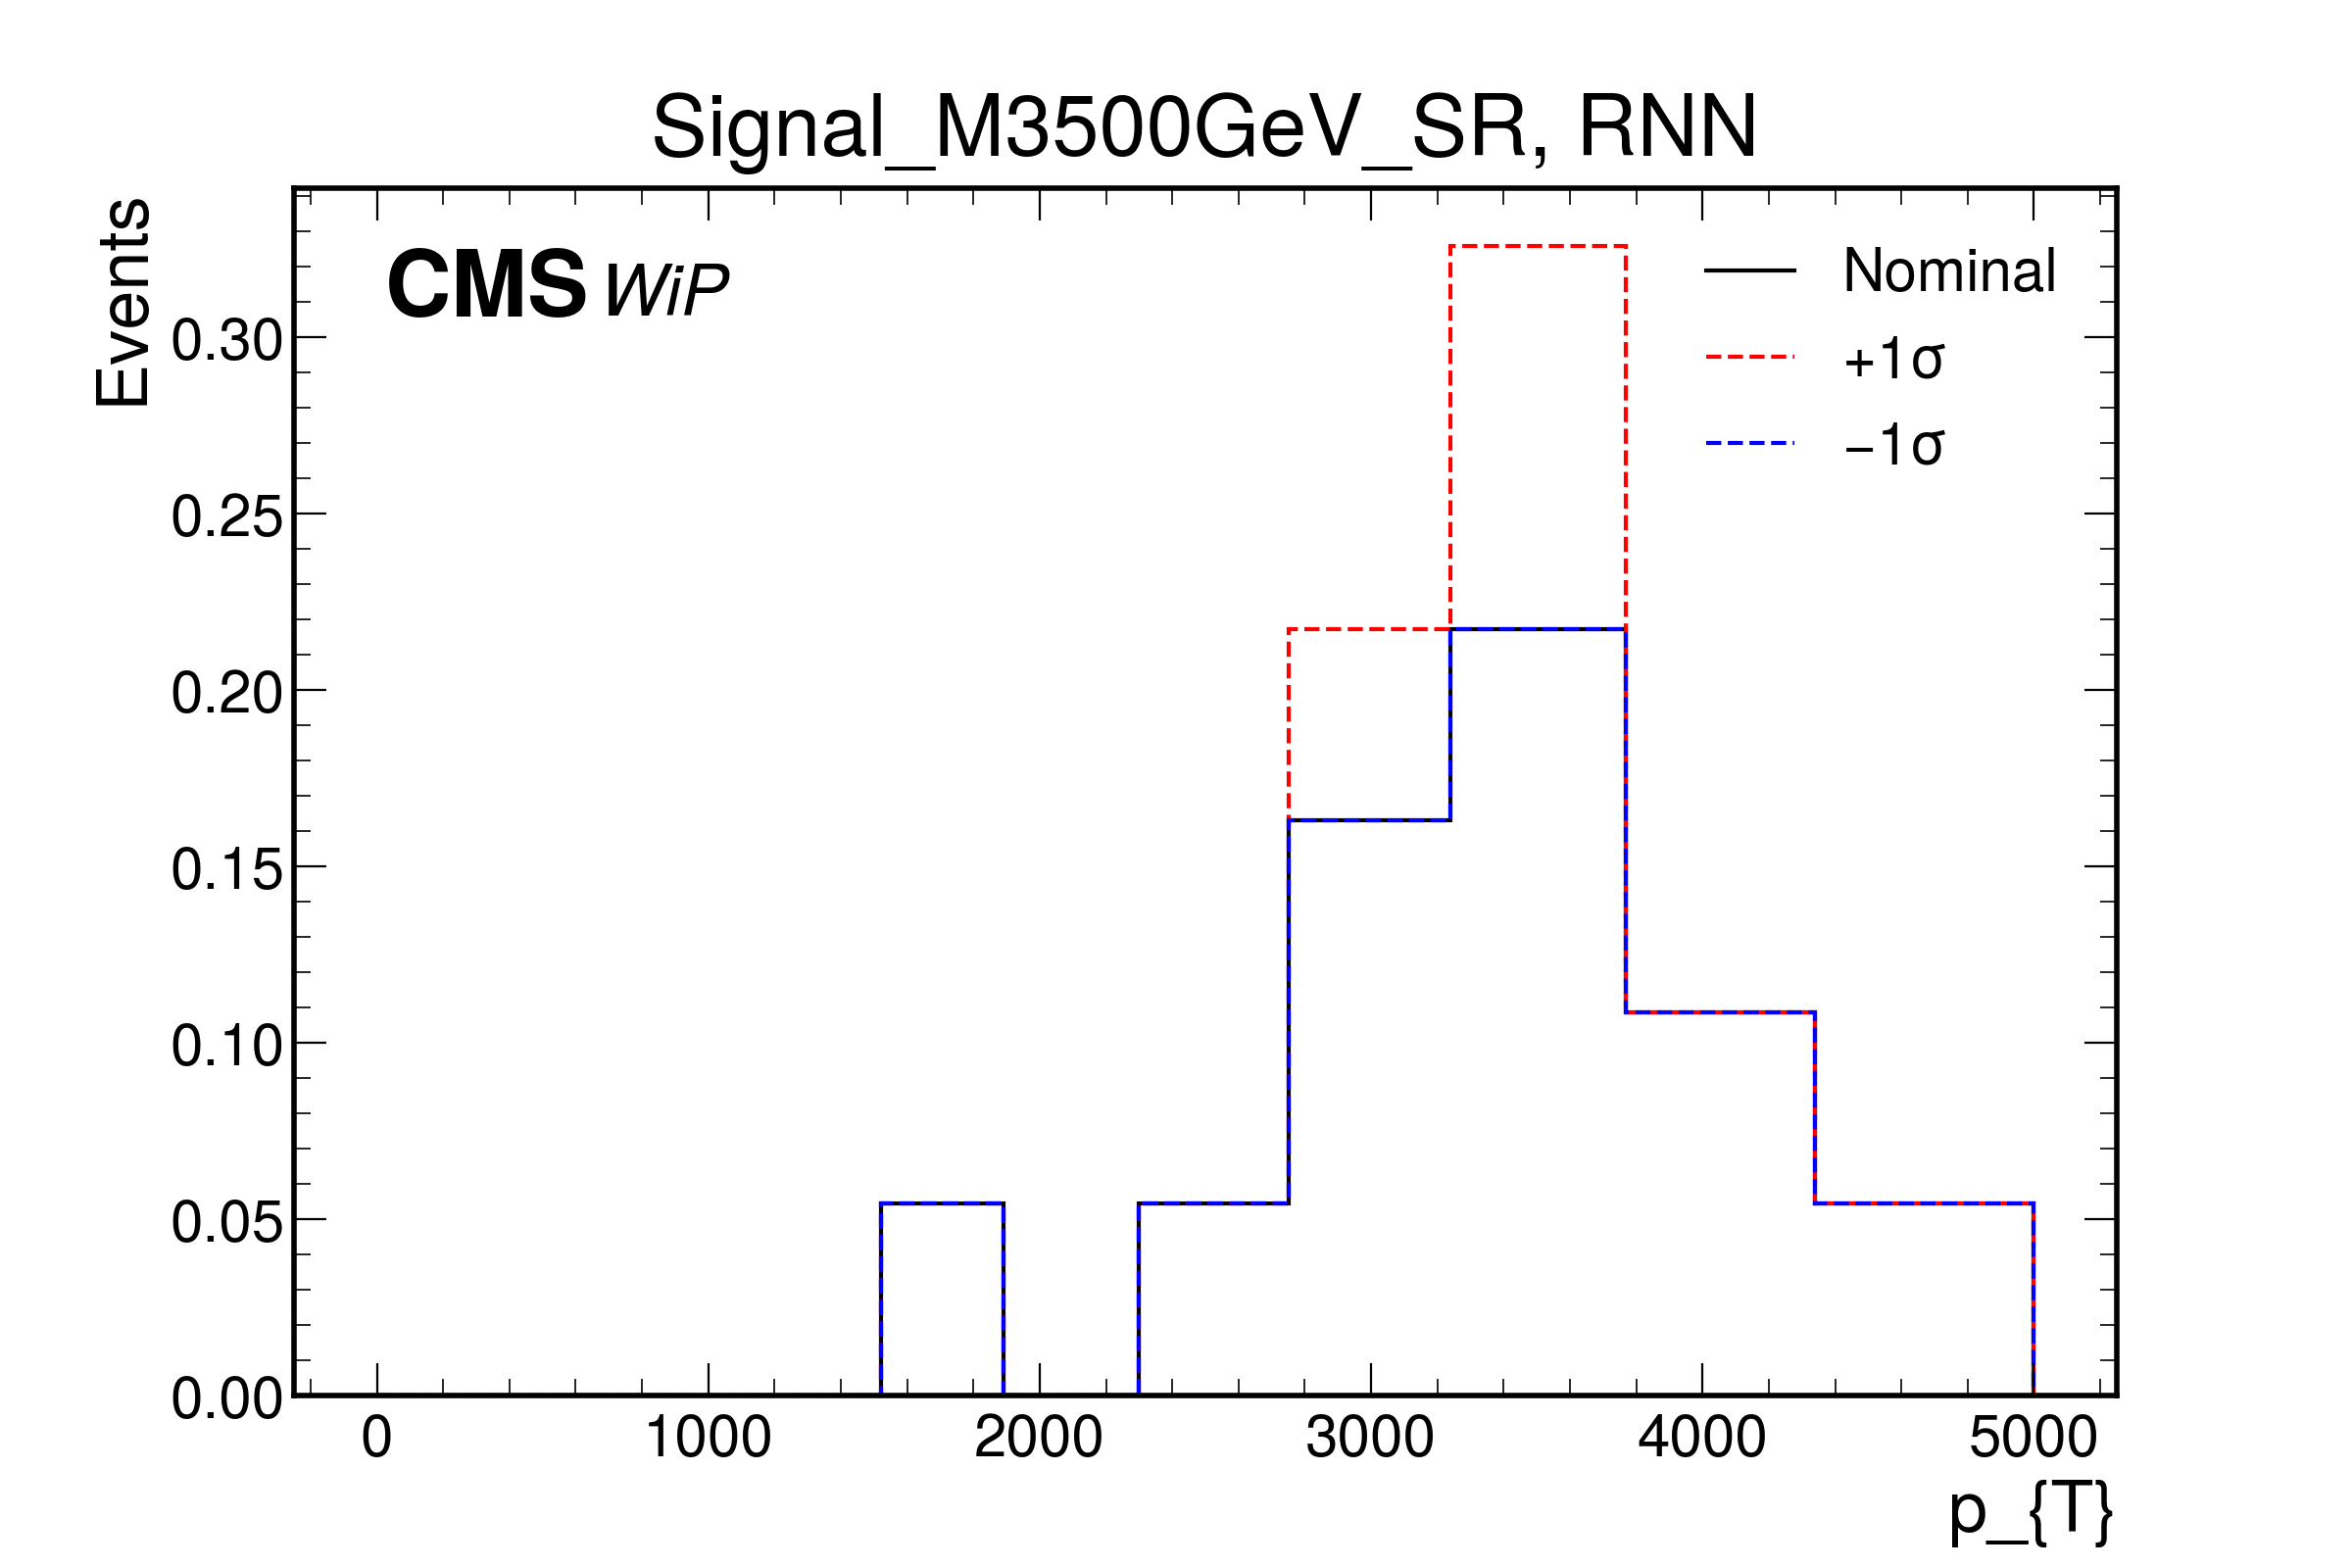 Signal_M3500GeV_SR, RNN
Events
CMS WiP
Nominal
+1σ
−1σ
0.30
0.25
0.20
0.15
0.10
0.05
0.00
0 1000 2000 3000 4000 5000
p_{T}